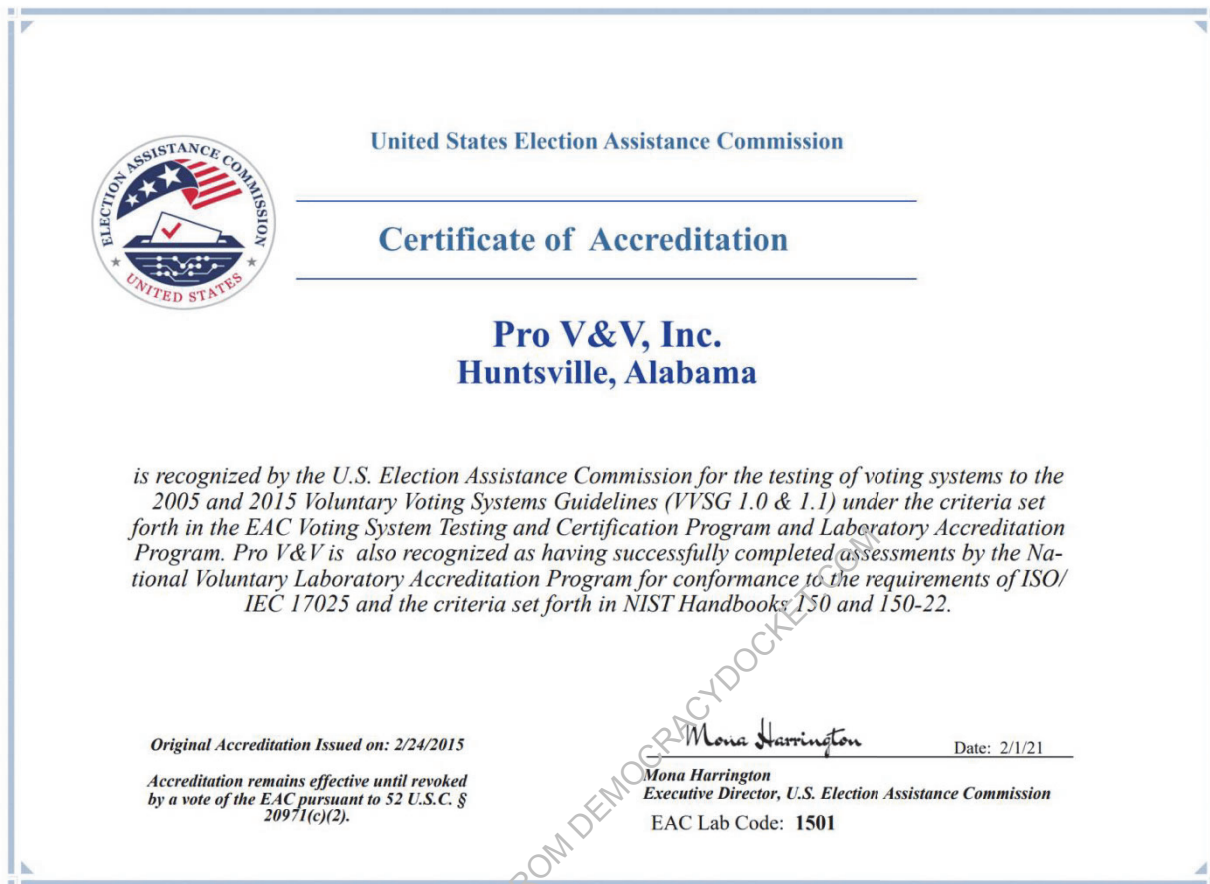 ELECTION ASSISTANCE COMMISSION
UNITED STATES
United States Election Assistance Commission
Certificate of Accreditation
Pro V&V, Inc.
Huntsville, Alabama
is recognized by the U.S. Election Assistance Commission for the testing of voting systems to the
2005 and 2015 Voluntary Voting Systems Guidelines (VVSG 1.0 & 1.1) under the criteria set
forth in the EAC Voting System Testing and Certification Program and Laboratory Accreditation
Program. Pro V&V is also recognized as having successfully completed assessments by the Na-
tional Voluntary Laboratory Accreditation Program for conformance to the requirements of ISO/
IEC 17025 and the criteria set forth in NIST Handbooks 150 and 150-22.
Original Accreditation Issued on: 2/24/2015
Accreditation remains effective until revoked
by a vote of the EAC pursuant to 52 U.S.C. §
20971(c)(2).
Mona Harrington
Date: 2/1/21
Mona Harrington
Executive Director, U.S. Election Assistance Commission
EAC Lab Code: 1501
OM DEMOCRACYDOCKET.COM